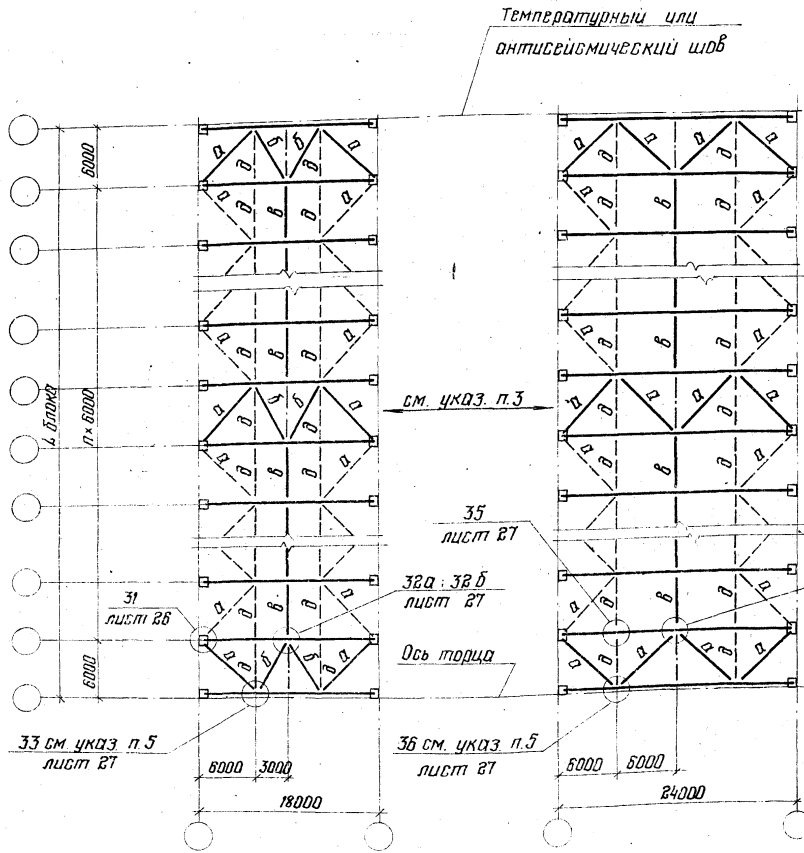 Температурный или
антисейсмический шов
6000
а д б б д а
а д а а д а
а д в д а
а д в д а
L блока
n × 6000
а д в д а
а д в д а
а д б б д а
см. указ. п.3
а д а а д а
а д в д а
а д в д а
35
лист 27
32а ; 32 б
лист 27
31
лист 26
а д в д а
а д в д а
6000
а д б б д а
Ось торца
а д а а д а
33 см. указ. п.5
лист 27
36 см. указ. п.5
лист 27
6000 3000
6000 6000
18000
24000